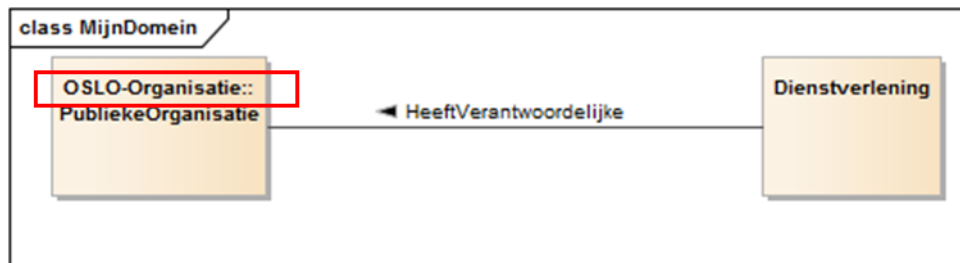 class MijnDomein
OSLO-Organisatie::
PubliekeOrganisatie
HeeftVerantwoordelijke
Dienstverlening